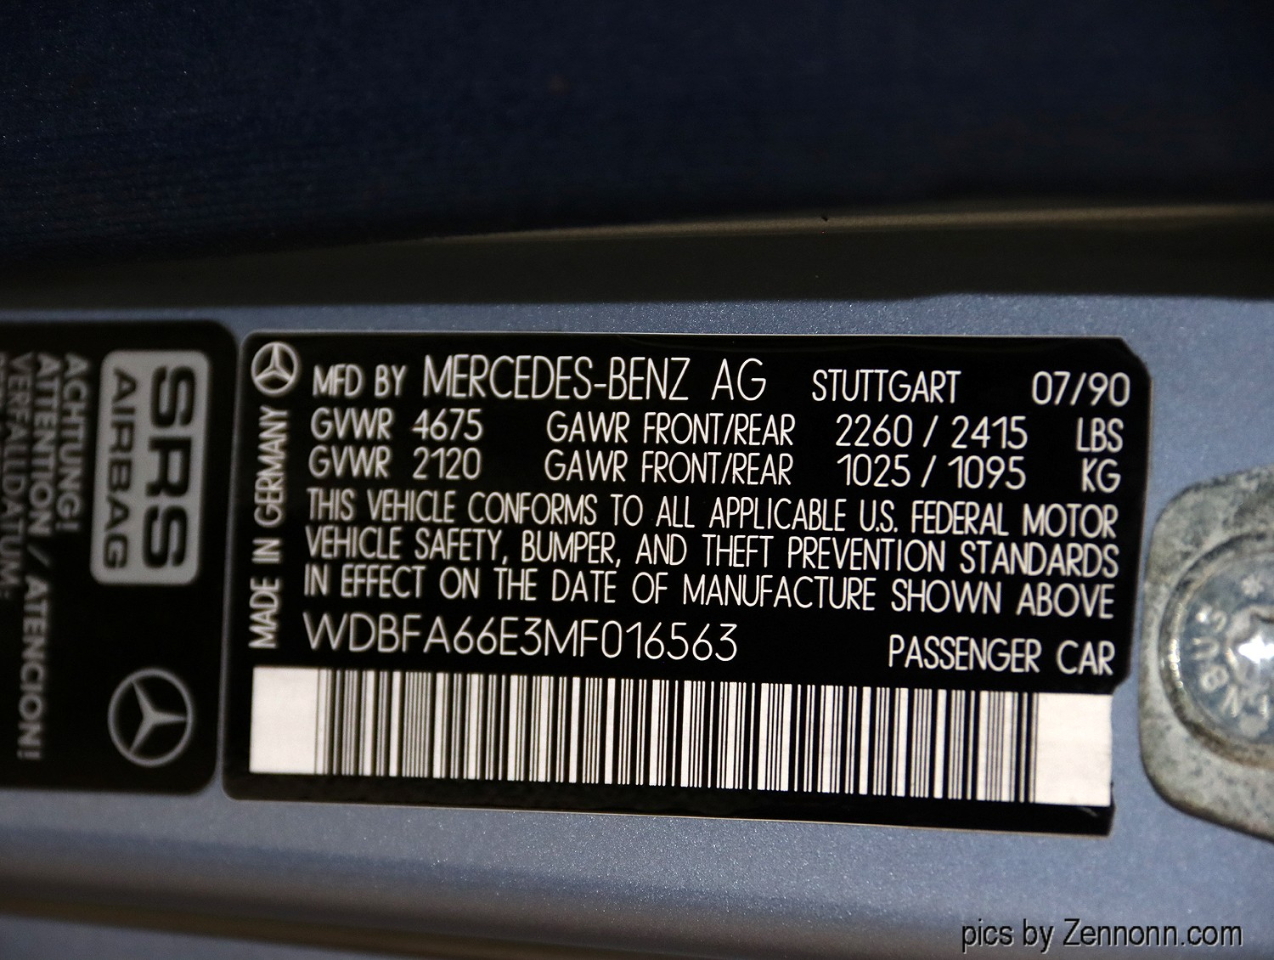 SRS
AIRBAG
ACHTUNG!
ATTENTION / ATENCION!
VERFALLDATUM:
MADE IN GERMANY
MFD BY MERCEDES-BENZ AG STUTTGART 07/90
GVWR 4675 GAWR FRONT/REAR 2260 / 2415 LBS
GVWR 2120 GAWR FRONT/REAR 1025 / 1095 KG
THIS VEHICLE CONFORMS TO ALL APPLICABLE U.S. FEDERAL MOTOR
VEHICLE SAFETY, BUMPER, AND THEFT PREVENTION STANDARDS
IN EFFECT ON THE DATE OF MANUFACTURE SHOWN ABOVE
WDBFA66E3MF016563 PASSENGER CAR
pics by Zennonn.com